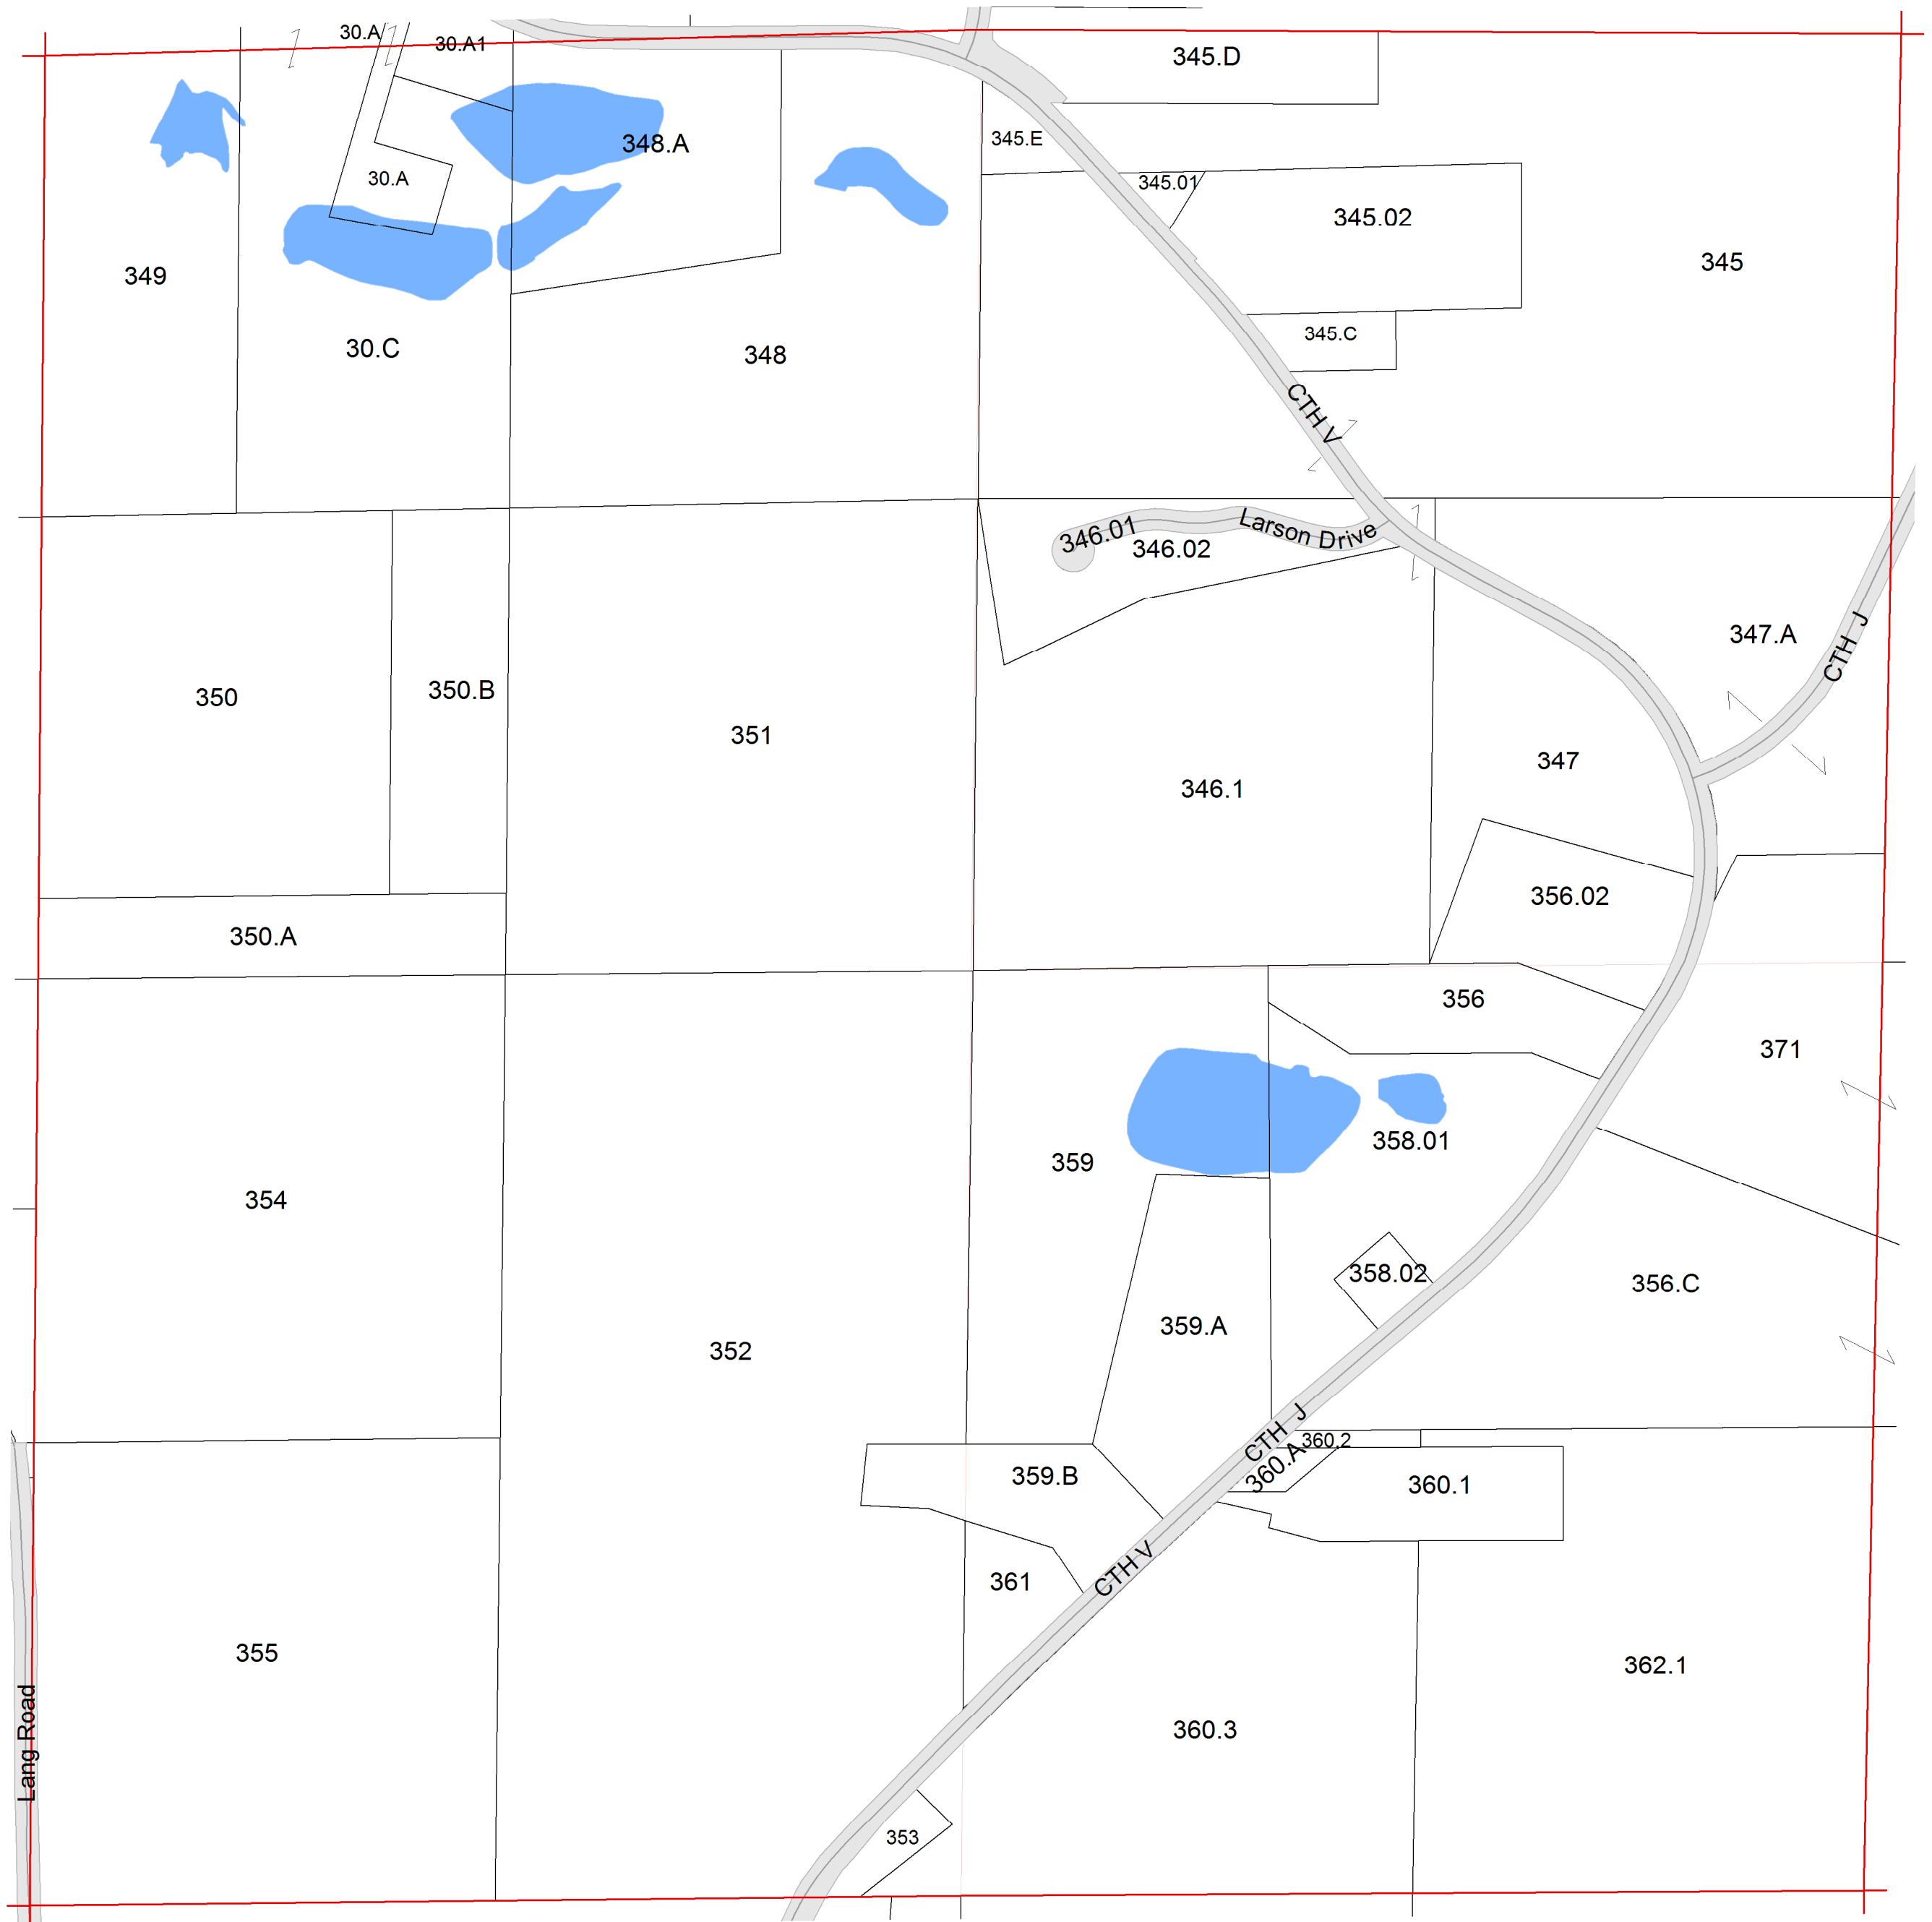 30.A
30.A1
345.D
345.E
348.A
30.A
345.01
345.02
345
349
30.C
348
345.C
CTH V
Larson Drive
346.01
346.02
347.A
CTH J
350
350.B
351
347
346.1
356.02
350.A
356
371
358.01
359
354
358.02
356.C
359.A
352
CTH J
360.2
360.A
359.B
360.1
CTH V
361
355
362.1
Lang Road
360.3
353